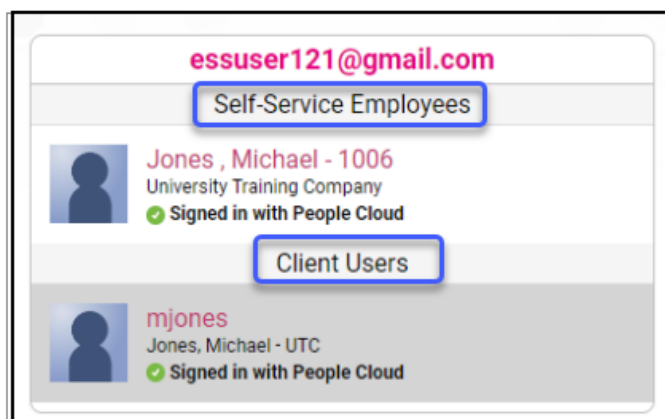 essuser121@gmail.com
Self-Service Employees
Jones , Michael - 1006
University Training Company
Signed in with People Cloud
Client Users
mjones
Jones, Michael - UTC
Signed in with People Cloud